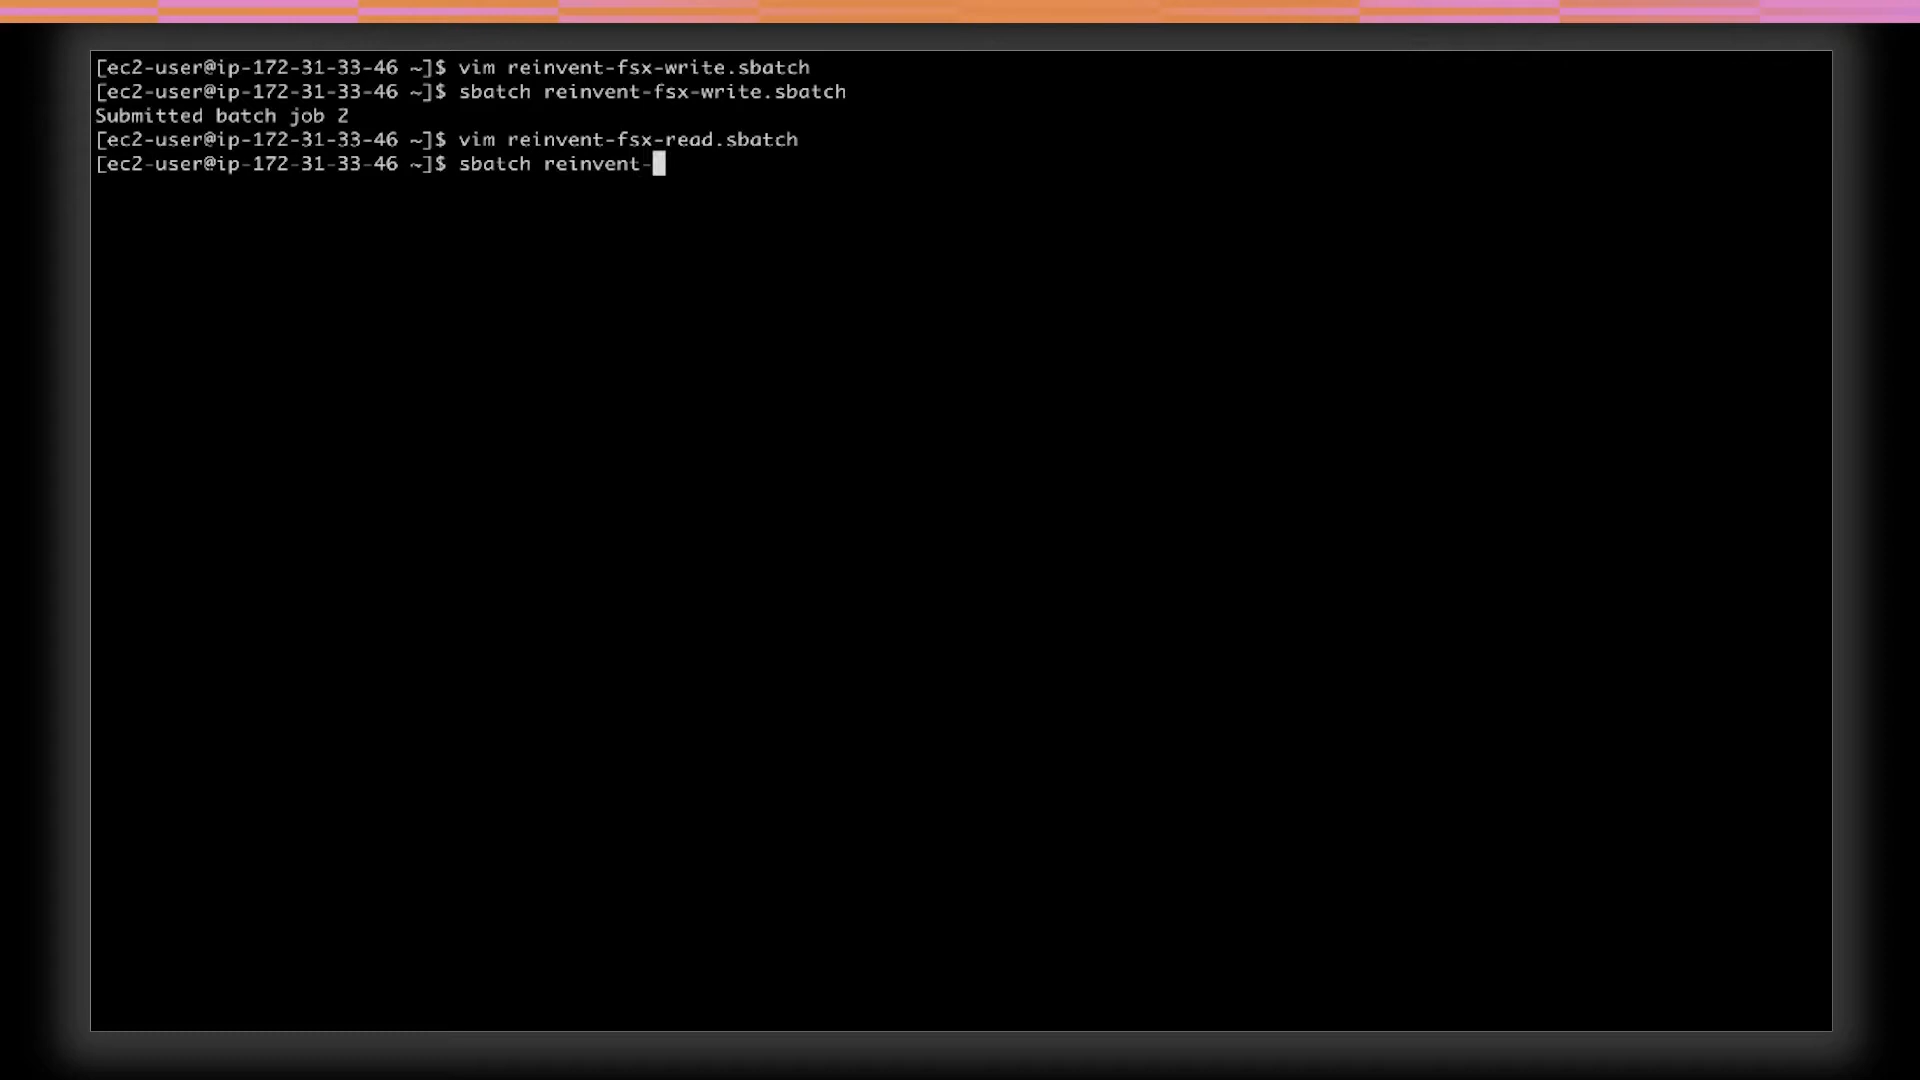 [ec2-user@ip-172-31-33-46 ~]$ vim reinvent-fsx-write.sbatch
[ec2-user@ip-172-31-33-46 ~]$ sbatch reinvent-fsx-write.sbatch
Submitted batch job 2
[ec2-user@ip-172-31-33-46 ~]$ vim reinvent-fsx-read.sbatch
[ec2-user@ip-172-31-33-46 ~]$ sbatch reinvent-